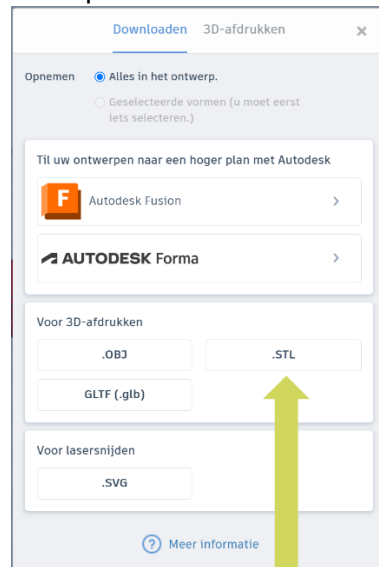 Downloaden 3D-afdrukken ×
Opnemen Alles in het ontwerp.
Geselecteerde vormen (u moet eerst
iets selecteren.)
Til uw ontwerpen naar een hoger plan met Autodesk
F Autodesk Fusion
AUTODESK Forma
Voor 3D-afdrukken
.OBJ .STL
GLTF (.glb)
Voor lasersnijden
.SVG
? Meer informatie